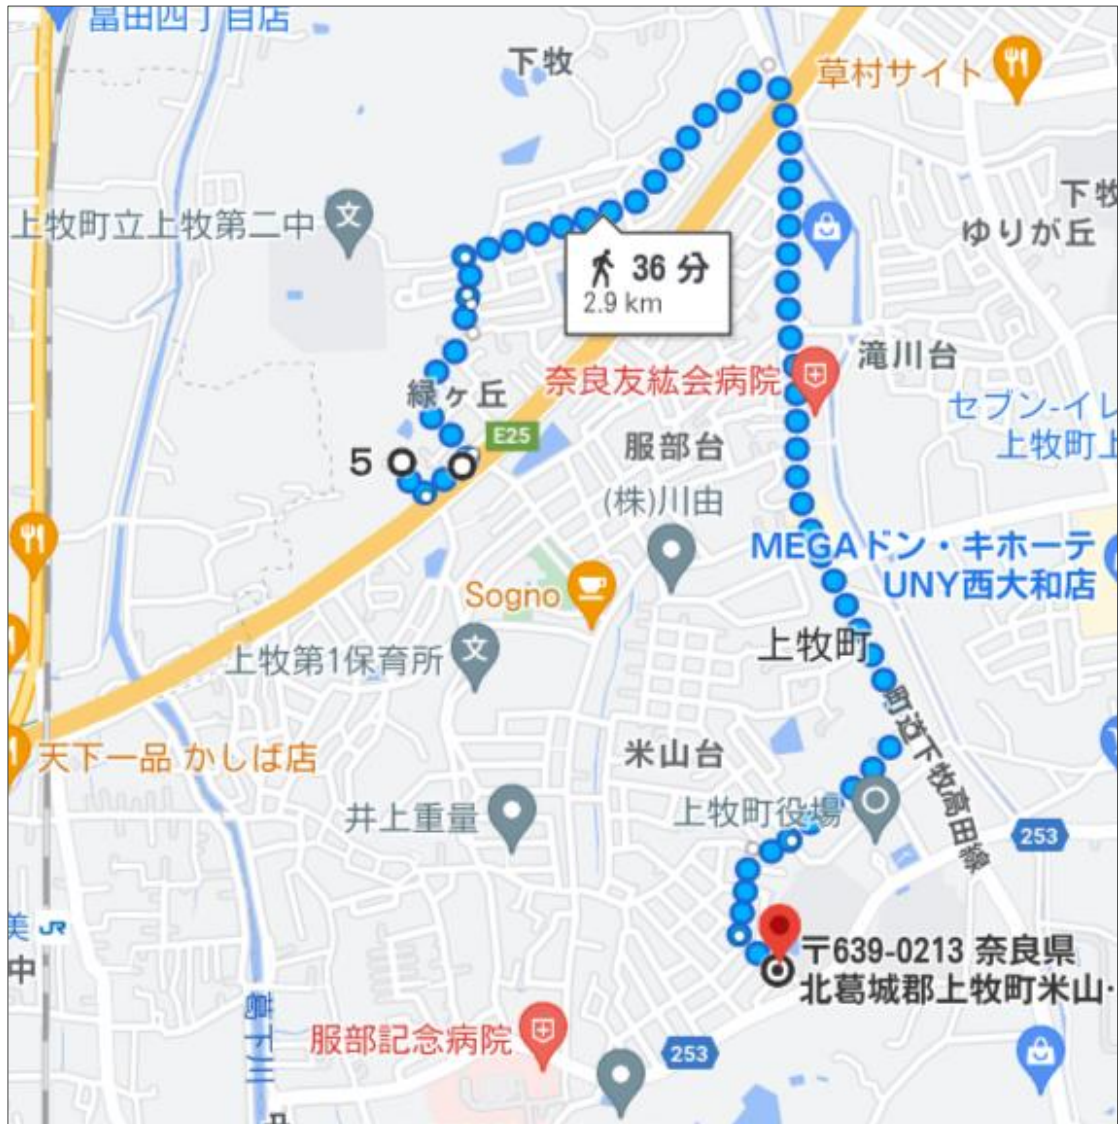 富田四丁目店
下牧
草村サイト
下牧
ゆりが丘
上牧町立上牧第二中
36 分
2.9 km
滝川台
奈良友紘会病院
緑ヶ丘
セブン-イレ
上牧町上
E25
服部台
5
(株)川由
MEGAドン・キホーテ
UNY西大和店
Sogno
上牧町
上牧第1保育所
町道下牧高田線
米山台
天下一品 かしば店
上牧町役場
井上重量
253
美 JR
中
〒639-0213 奈良県
北葛城郡上牧町米山
葛下川
服部記念病院
253